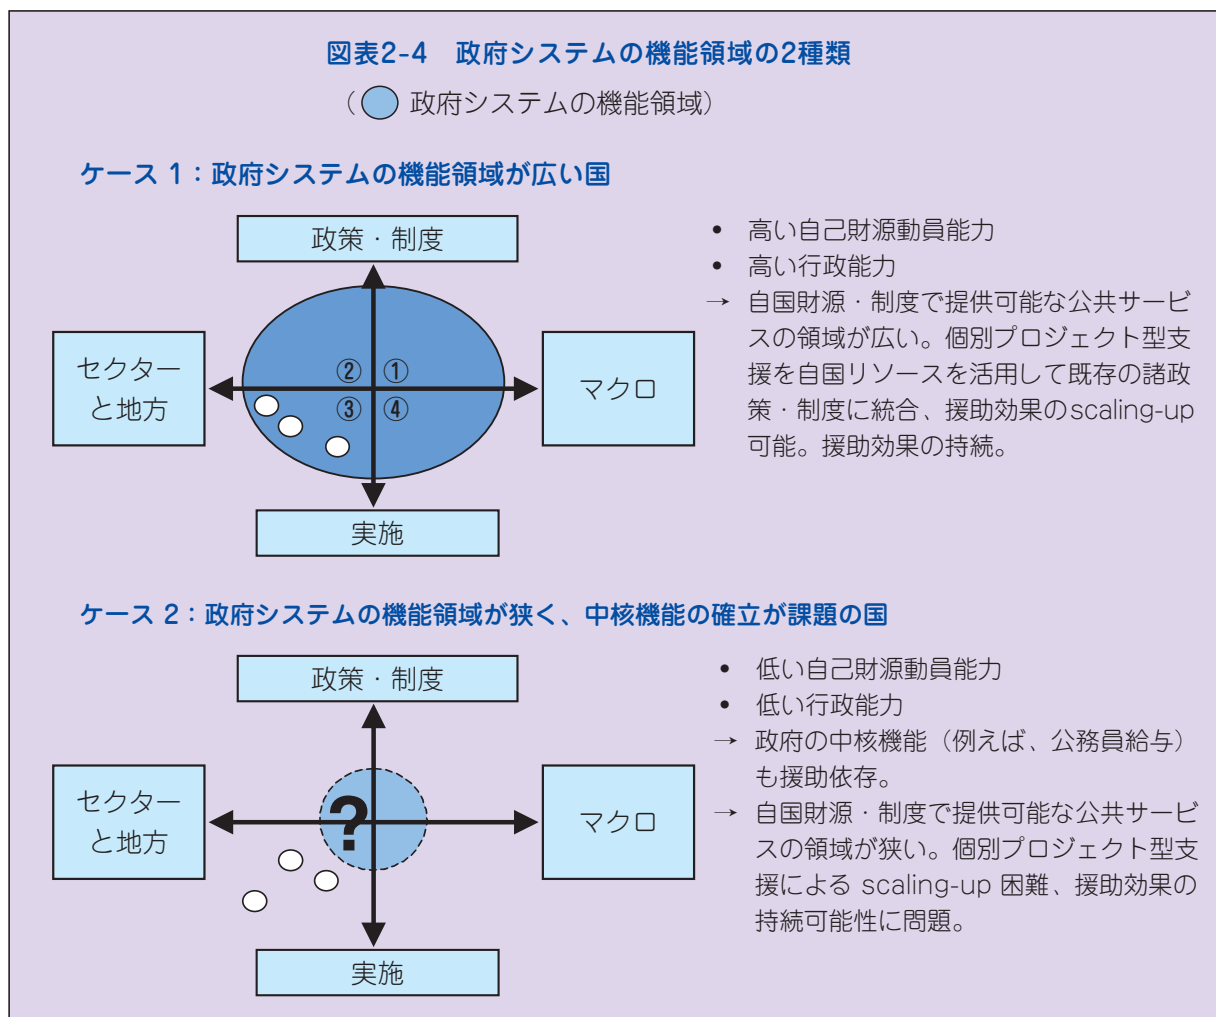 図表2-4　政府システムの機能領域の2種類
（ 政府システムの機能領域）
ケース 1：政府システムの機能領域が広い国
政策・制度
セクター
と地方
② ①
③ ④
マクロ
実施
• 高い自己財源動員能力
• 高い行政能力
→ 自国財源・制度で提供可能な公共サービ
スの領域が広い。個別プロジェクト型支
援を自国リソースを活用して既存の諸政
策・制度に統合、援助効果のscaling-up
可能。援助効果の持続。
ケース 2：政府システムの機能領域が狭く、中核機能の確立が課題の国
政策・制度
セクター
と地方
?
マクロ
実施
• 低い自己財源動員能力
• 低い行政能力
→ 政府の中核機能（例えば、公務員給与）
も援助依存。
→ 自国財源・制度で提供可能な公共サービ
スの領域が狭い。個別プロジェクト型支
援による scaling-up 困難、援助効果の
持続可能性に問題。